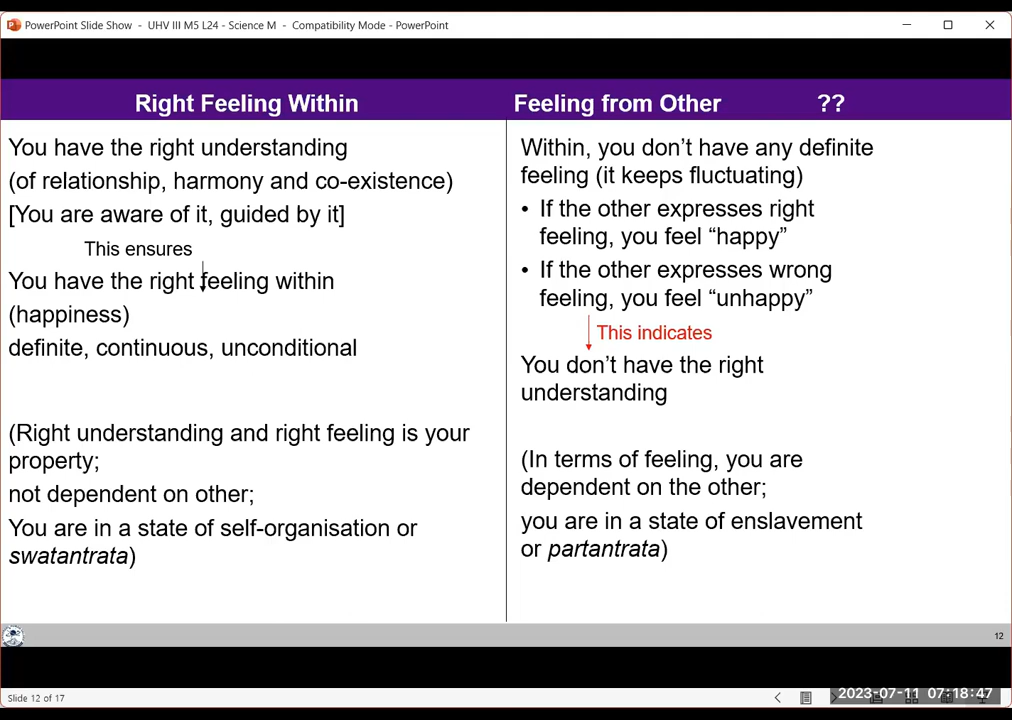 PowerPoint Slide Show - UHV III M5 L24 - Science M - Compatibility Mode - PowerPoint
Right Feeling Within
You have the right understanding
(of relationship, harmony and co-existence)
[You are aware of it, guided by it]
This ensures
You have the right feeling within
(happiness)
definite, continuous, unconditional
(Right understanding and right feeling is your
property;
not dependent on other;
You are in a state of self-organisation or
swatantrata)
Feeling from Other ??
Within, you don’t have any definite
feeling (it keeps fluctuating)
• If the other expresses right
feeling, you feel “happy”
• If the other expresses wrong
feeling, you feel “unhappy”
This indicates
You don’t have the right
understanding
(In terms of feeling, you are
dependent on the other;
you are in a state of enslavement
or partantrata)
12
Slide 12 of 17
2023-07-11 07:18:47